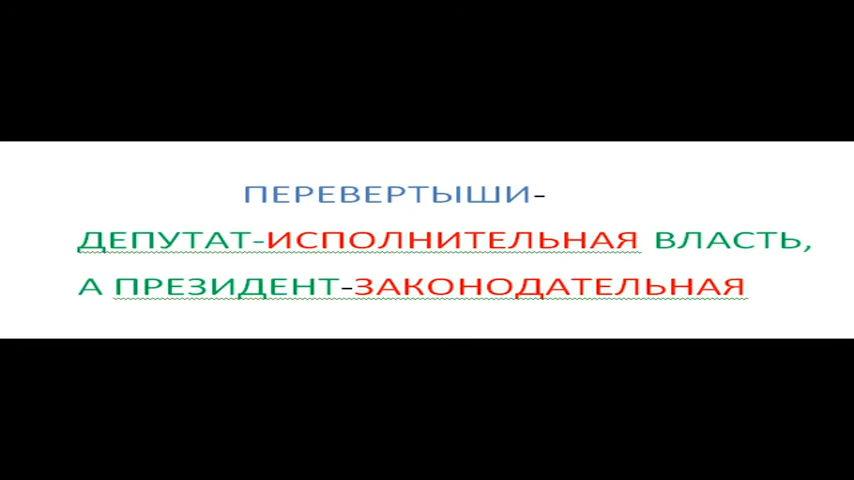 ПЕРЕВЕРТЫШИ-
ДЕПУТАТ-ИСПОЛНИТЕЛЬНАЯ ВЛАСТЬ,
А ПРЕЗИДЕНТ-ЗАКОНОДАТЕЛЬНАЯ